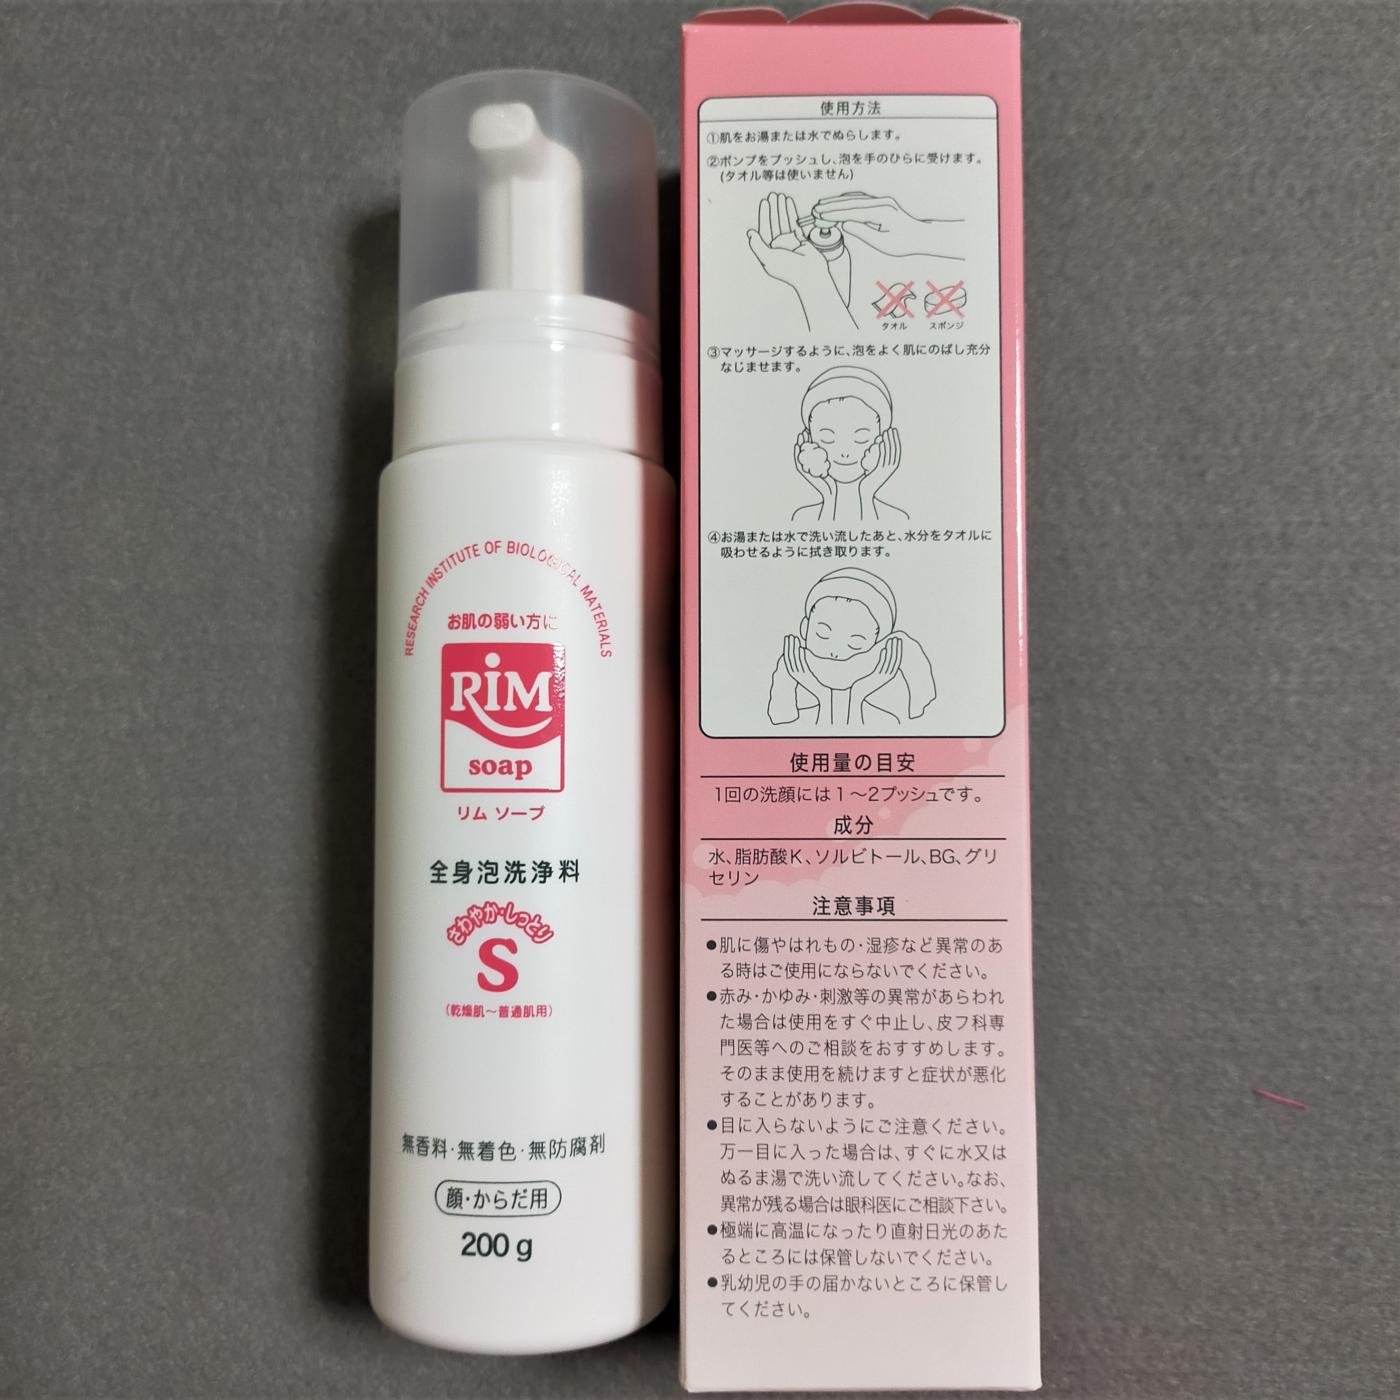 RESEARCH INSTITUTE OF BIOLOGICAL MATERIALS
お肌の弱い方に
RiM
soap
リム ソープ
全身泡洗浄料
さわやか・しっとり
S
(乾燥肌〜普通肌用)
無香料・無着色・無防腐剤
顔・からだ用
200g
使用方法
①肌をお湯または水でぬらします。
②ポンプをプッシュし、泡を手のひらに受けます。
(タオル等は使いません)
タオル スポンジ
③マッサージするように、泡をよく肌にのばし充分
なじませます。
④お湯または水で洗い流したあと、水分をタオルに
吸わせるように拭き取ります。
使用量の目安
1回の洗顔には1〜2プッシュです。
成分
水、脂肪酸K、ソルビトール、BG、グリ
セリン
注意事項
●肌に傷やはれもの・湿疹など異常のあ
る時はご使用にならないでください。
●赤み・かゆみ・刺激等の異常があらわれ
た場合は使用をすぐ中止し、皮フ科専
門医等へのご相談をおすすめします。
そのまま使用を続けますと症状が悪化
することがあります。
●目に入らないようにご注意ください。
万一目に入った場合は、すぐに水又は
ぬるま湯で洗い流してください。なお、
異常が残る場合は眼科医にご相談下さい。
●極端に高温になったり直射日光のあた
るところには保管しないでください。
●乳幼児の手の届かないところに保管し
てください。